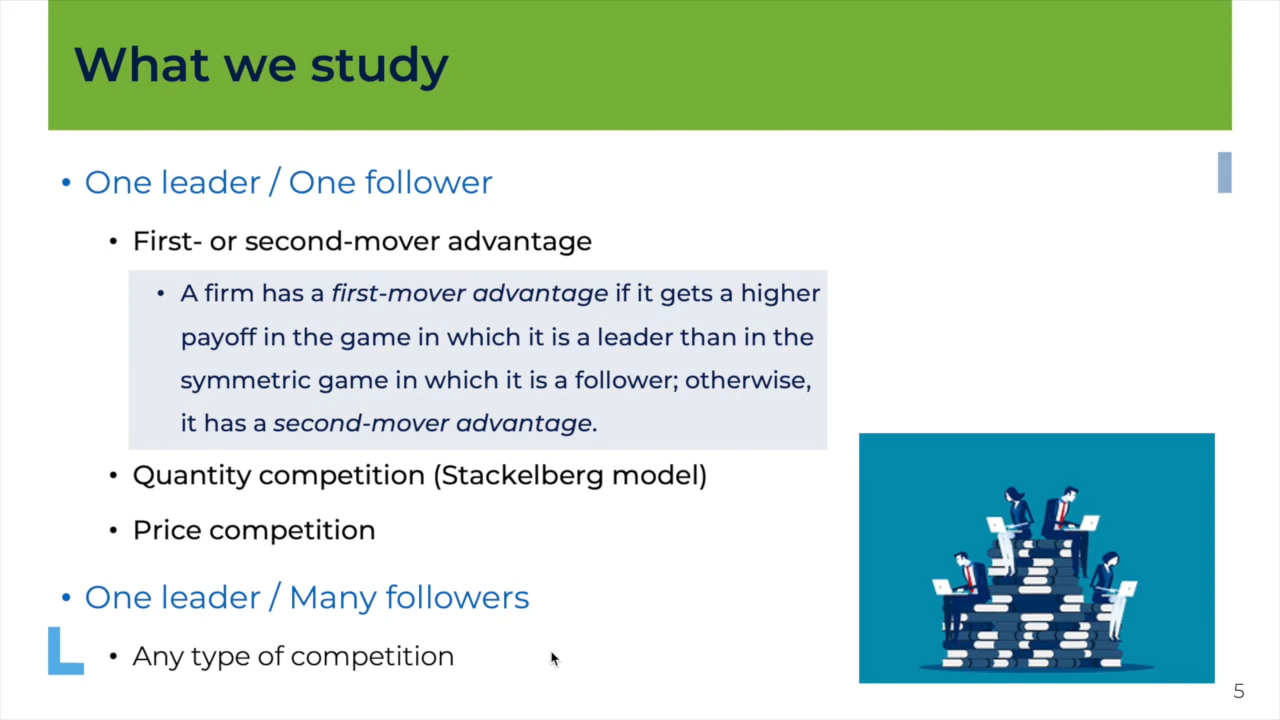 What we study
• One leader / One follower
• First- or second-mover advantage
• A firm has a first-mover advantage if it gets a higher
payoff in the game in which it is a leader than in the
symmetric game in which it is a follower; otherwise,
it has a second-mover advantage.
• Quantity competition (Stackelberg model)
• Price competition
• One leader / Many followers
• Any type of competition
5